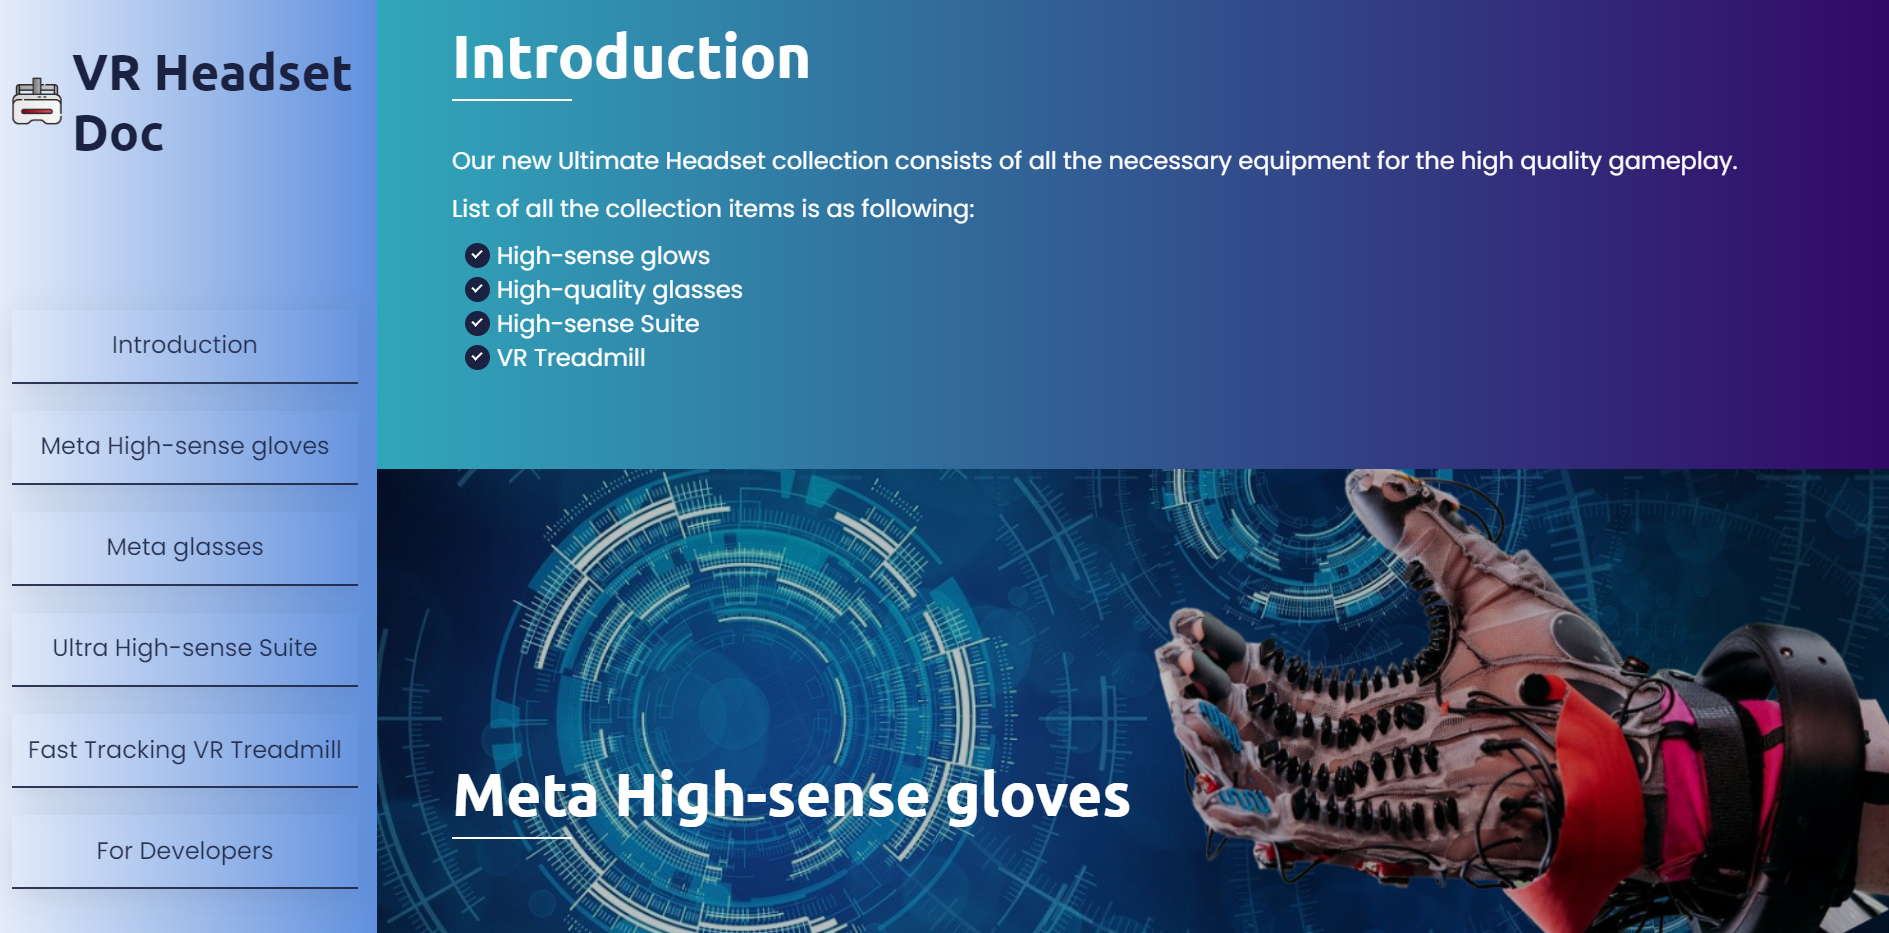 VR Headset
Doc
Introduction
Meta High-sense gloves
Meta glasses
Ultra High-sense Suite
Fast Tracking VR Treadmill
For Developers
Introduction
Our new Ultimate Headset collection consists of all the necessary equipment for the high quality gameplay.
List of all the collection items is as following:
High-sense glows
High-quality glasses
High-sense Suite
VR Treadmill
Meta High-sense gloves